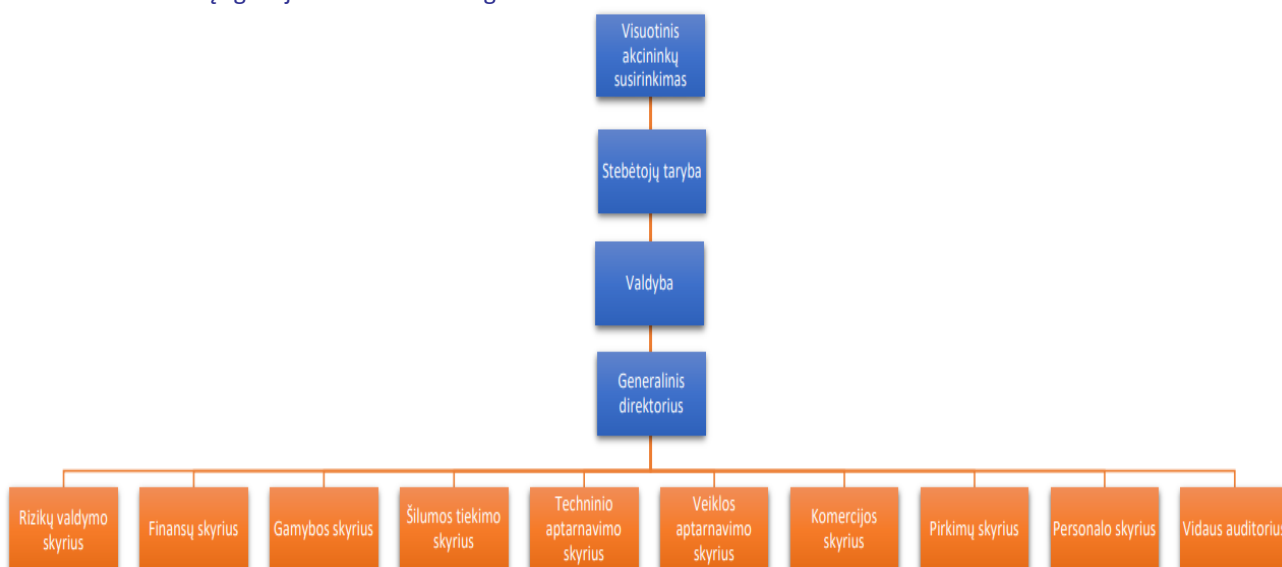 Visuotinis
akcininkų
susirinkimas
Stebėtojų taryba
Valdyba
Generalinis
direktorius
Rizikų valdymo
skyrius
Finansų skyrius
Gamybos skyrius
Šilumos tiekimo
skyrius
Techninio
aptarnavimo
skyrius
Veiklos
aptarnavimo
skyrius
Komercijos
skyrius
Pirkimų skyrius
Personalo skyrius
Vidaus auditorius